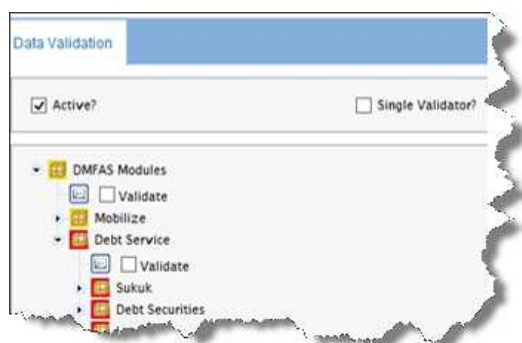 Data Validation
Active? Single Validator?
DMFAS Modules
Validate
Mobilize
Debt Service
Validate
Sukuk
Debt Securities